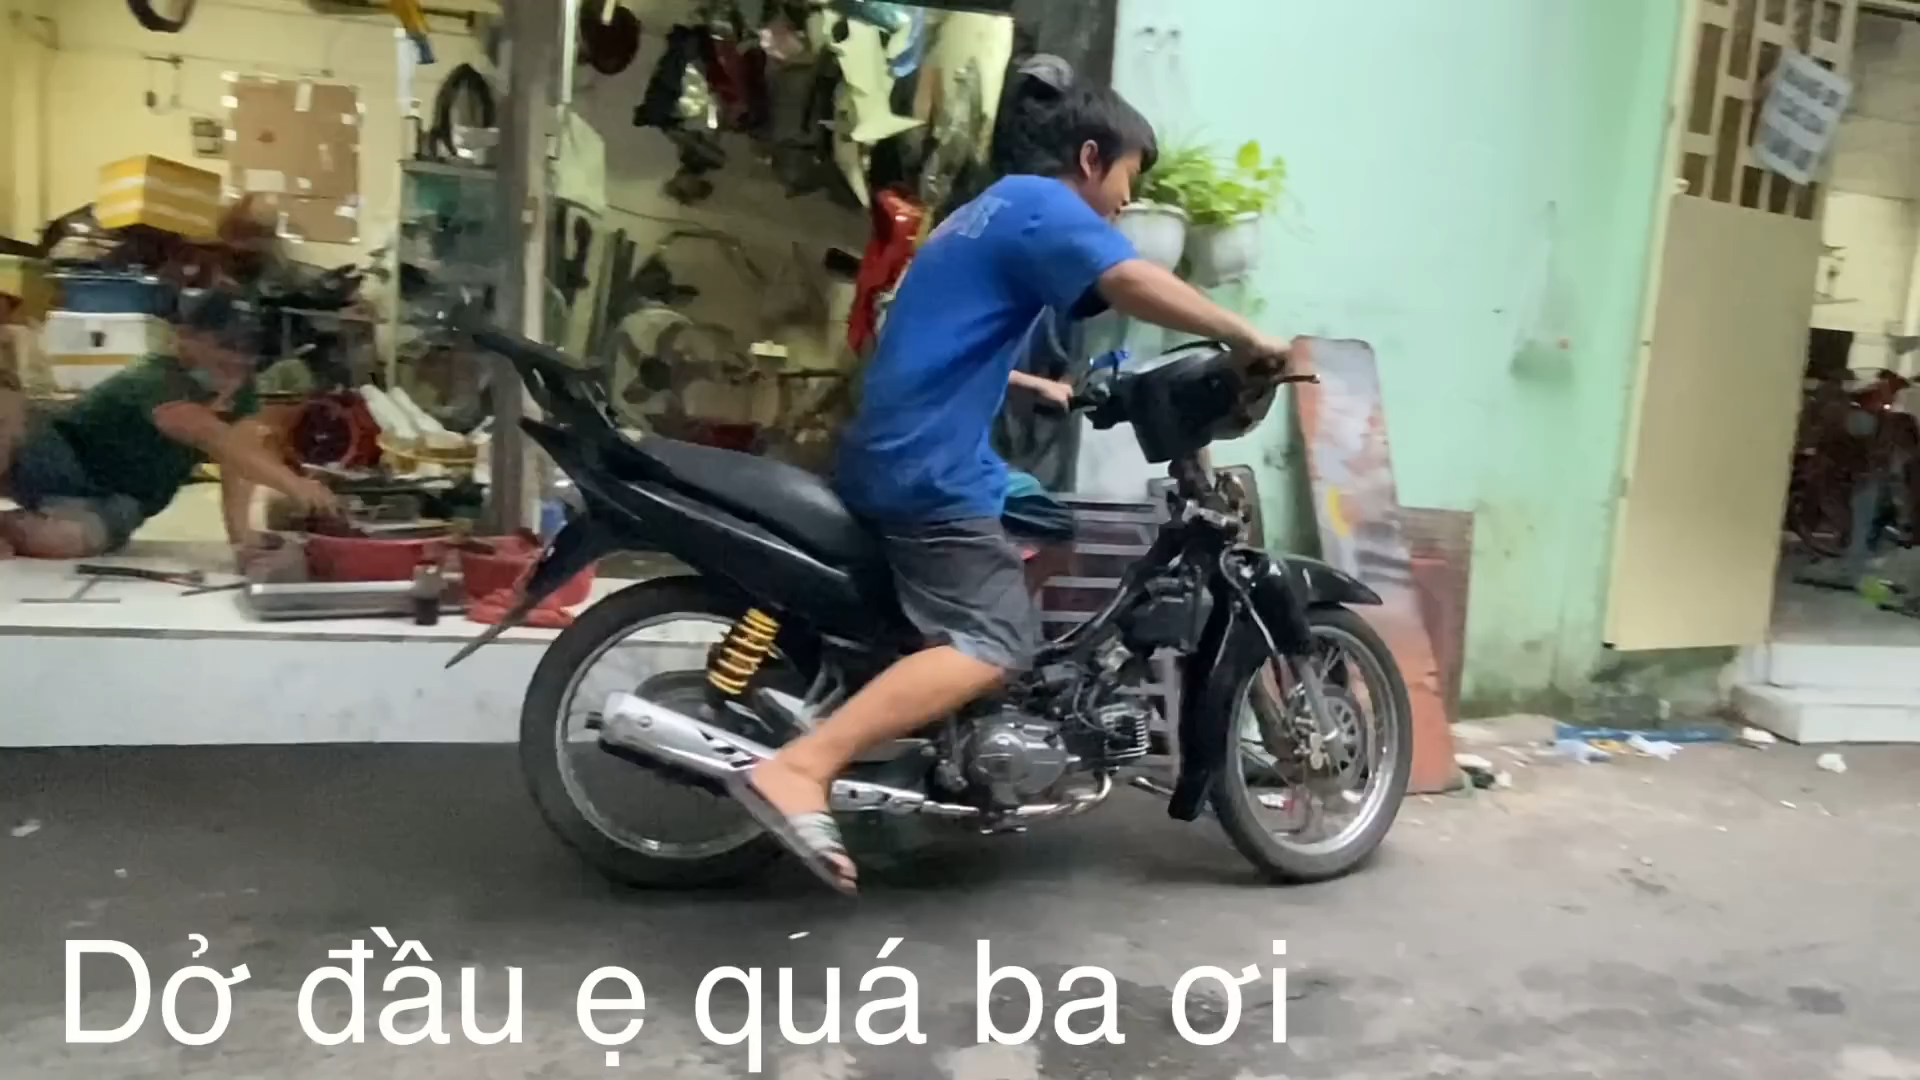 Dở đầu ẹ quá ba ơi